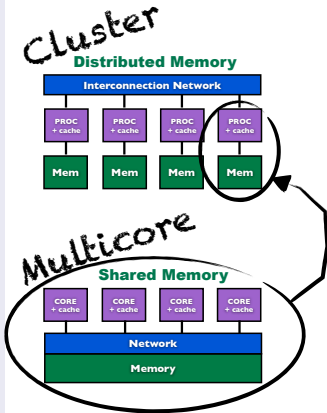 Cluster
Distributed Memory
Interconnection Network
PROC + cache PROC + cache PROC + cache PROC + cache
Mem Mem Mem Mem
Multicore
Shared Memory
CORE + cache CORE + cache CORE + cache CORE + cache
Network
Memory